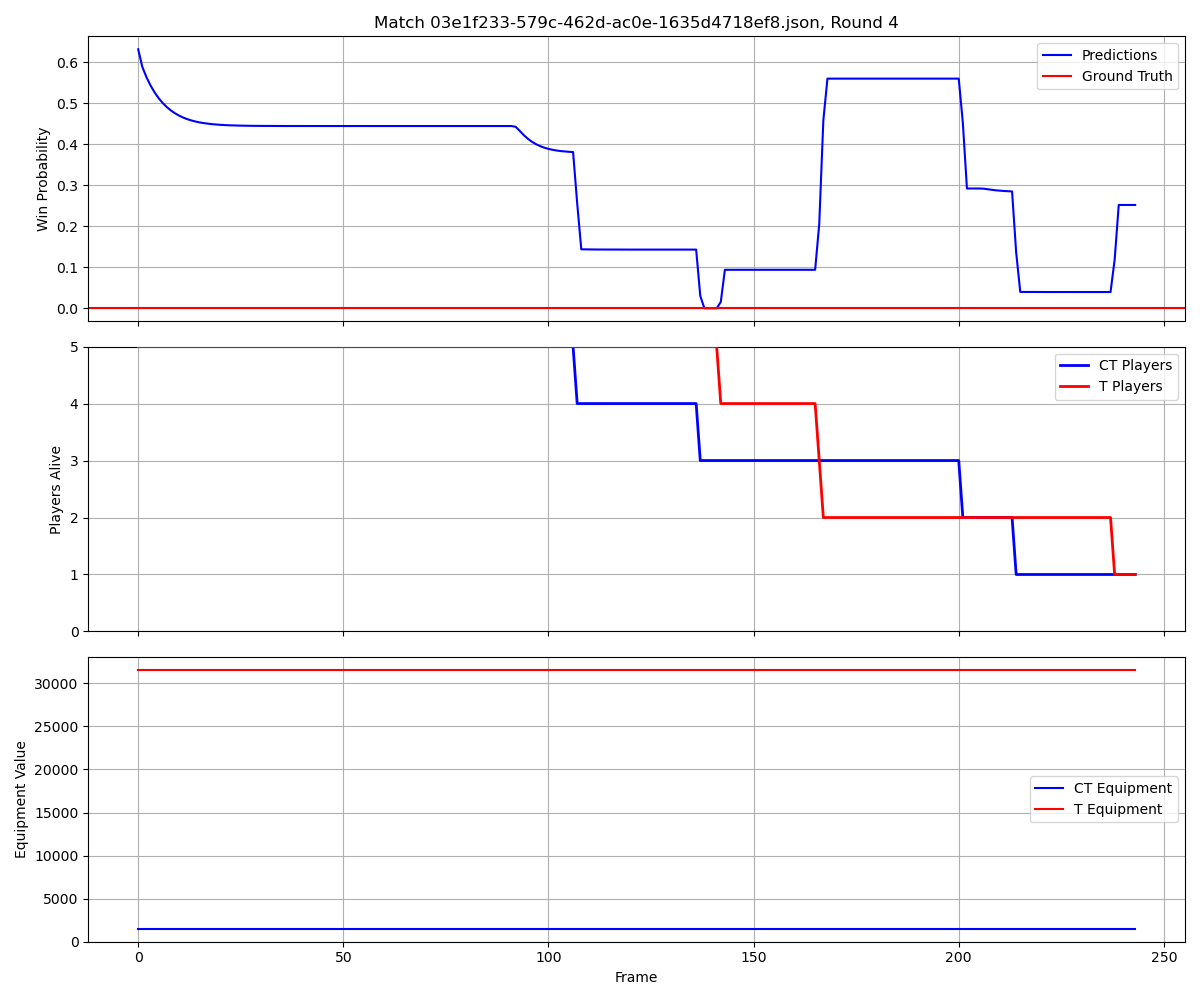 Match 03e1f233-579c-462d-ac0e-1635d4718ef8.json, Round 4
Win Probability
0.6
0.5
0.4
0.3
0.2
0.1
0.0
Predictions
Ground Truth
Players Alive
5
4
3
2
1
0
CT Players
T Players
Equipment Value
30000
25000
20000
15000
10000
5000
0
CT Equipment
T Equipment
0 50 100 150 200 250
Frame